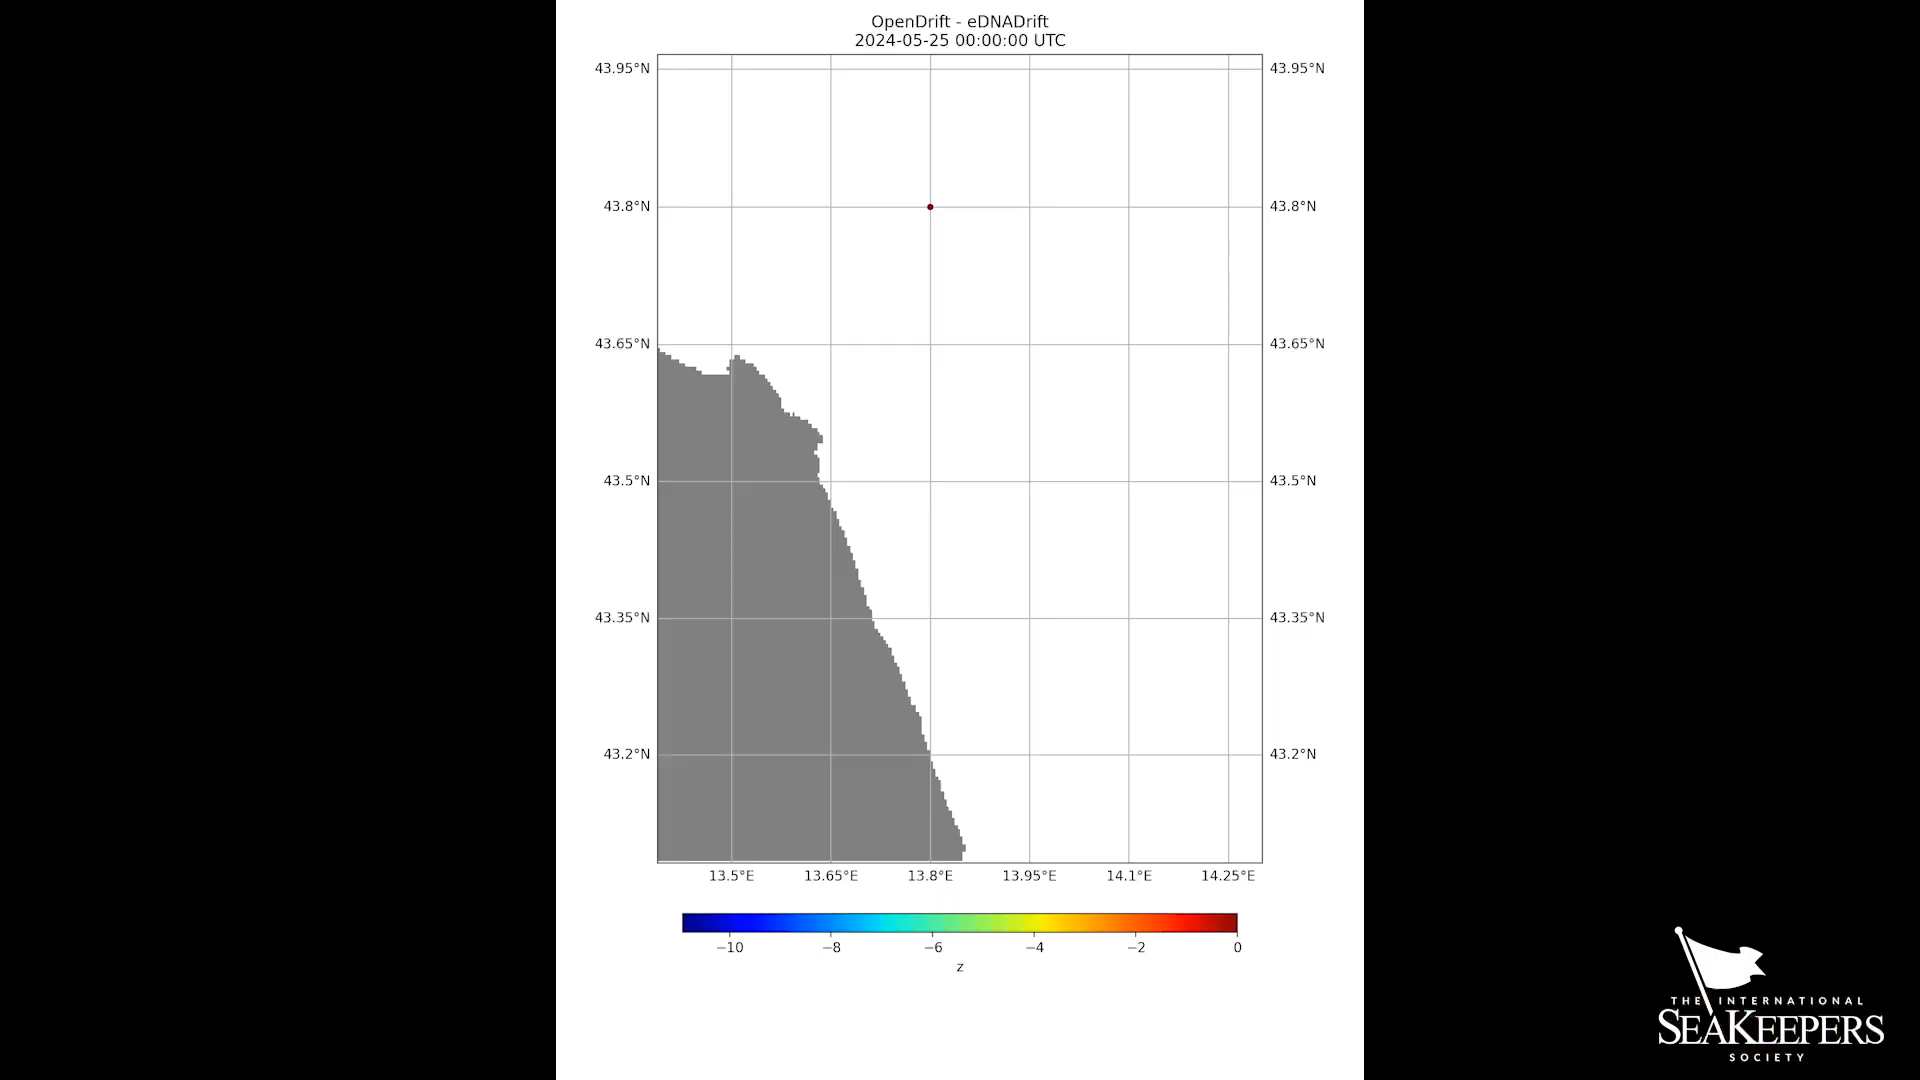 OpenDrift - eDNADrift
2024-05-25 00:00:00 UTC
43.95°N 43.95°N
43.8°N 43.8°N
43.65°N 43.65°N
43.5°N 43.5°N
43.35°N 43.35°N
43.2°N 43.2°N
13.5°E 13.65°E 13.8°E 13.95°E 14.1°E 14.25°E
−10 −8 −6 −4 −2 0
z
THE INTERNATIONAL
SEAKEEPERS
SOCIETY